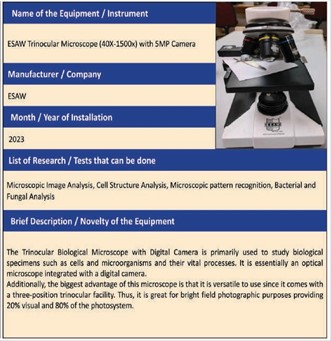 Name of the Equipment / Instrument
ESAW Trinocular Microscope (40X-1500x) with 5MP Camera
Manufacturer / Company
ESAW
Month / Year of Installation
2023
List of Research / Tests that can be done
Microscopic Image Analysis, Cell Structure Analysis, Microscopic pattern recognition, Bacterial and
Fungal Analysis
Brief Description / Novelty of the Equipment
The Trinocular Biological Microscope with Digital Camera is primarily used to study biological
specimens such as cells and microorganisms and their vital processes. It is essentially an optical
microscope integrated with a digital camera.
Additionally, the biggest advantage of this microscope is that it is versatile to use since it comes with
a three-position trinocular facility. Thus, it is great for bright field photographic purposes providing
20% visual and 80% of the photosystem.